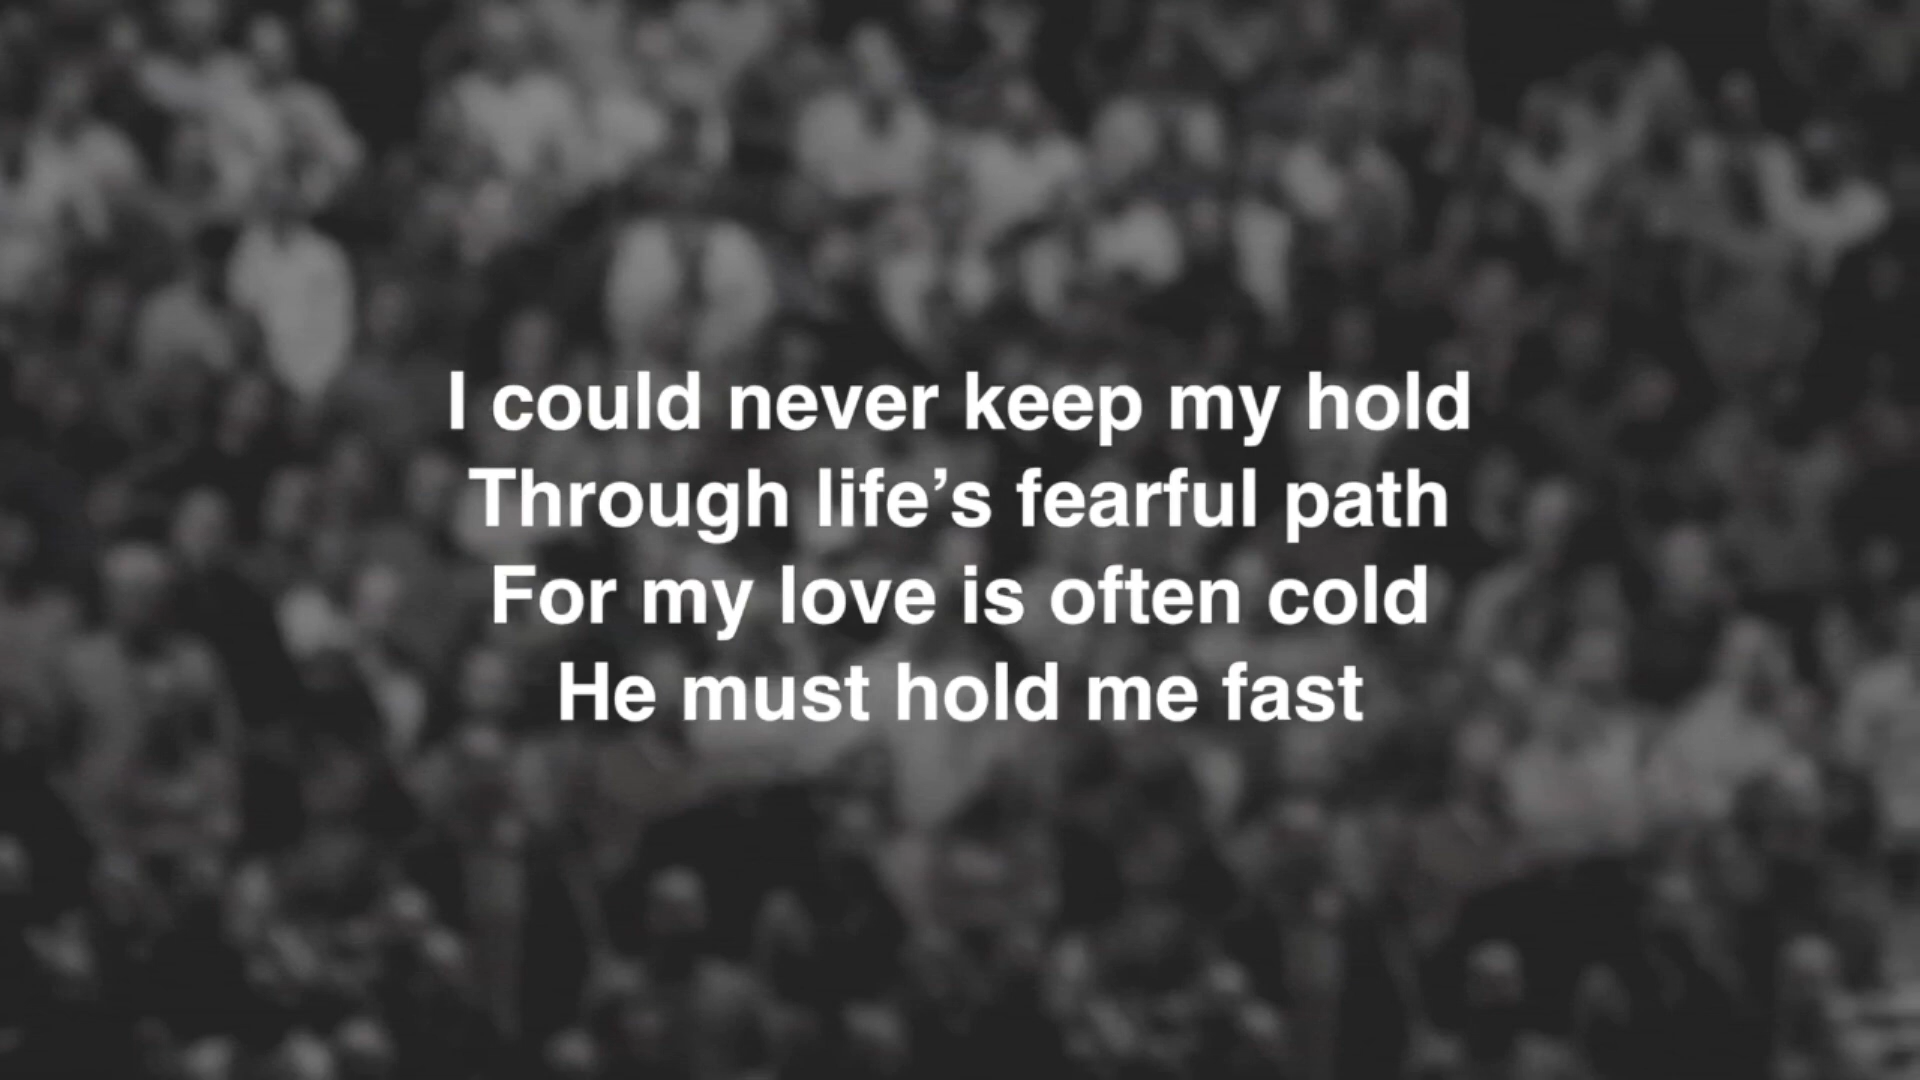 I could never keep my hold
Through life’s fearful path
For my love is often cold
He must hold me fast